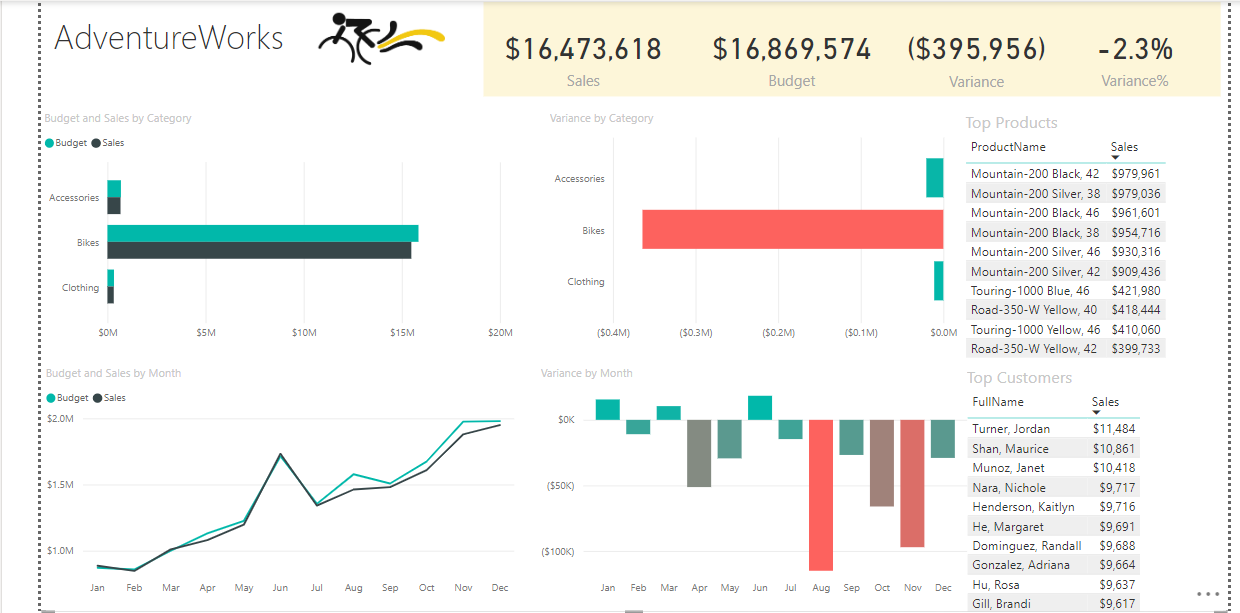 AdventureWorks
$16,473,618 $16,869,574 ($395,956) -2.3%
Sales Budget Variance Variance%
Budget and Sales by Category
Budget Sales
Accessories
Bikes
Clothing
$0M $5M $10M $15M $20M
Variance by Category
Accessories
Bikes
Clothing
($0.4M) ($0.3M) ($0.2M) ($0.1M) $0.0M
Top Products
ProductName Sales
Mountain-200 Black, 42 $979,961
Mountain-200 Silver, 38 $979,036
Mountain-200 Black, 46 $961,601
Mountain-200 Black, 38 $954,716
Mountain-200 Silver, 46 $930,316
Mountain-200 Silver, 42 $909,436
Touring-1000 Blue, 46 $421,980
Road-350-W Yellow, 40 $418,444
Touring-1000 Yellow, 46 $410,060
Road-350-W Yellow, 42 $399,733
Budget and Sales by Month
Budget Sales
$2.0M
$1.5M
$1.0M
Jan Feb Mar Apr May Jun Jul Aug Sep Oct Nov Dec
Variance by Month
$0K
($50K)
($100K)
Jan Feb Mar Apr May Jun Jul Aug Sep Oct Nov Dec
Top Customers
FullName Sales
Turner, Jordan $11,484
Shan, Maurice $10,861
Munoz, Janet $10,418
Nara, Nichole $9,717
Henderson, Kaitlyn $9,716
He, Margaret $9,691
Dominguez, Randall $9,688
Gonzalez, Adriana $9,664
Hu, Rosa $9,637
Gill, Brandi $9,617